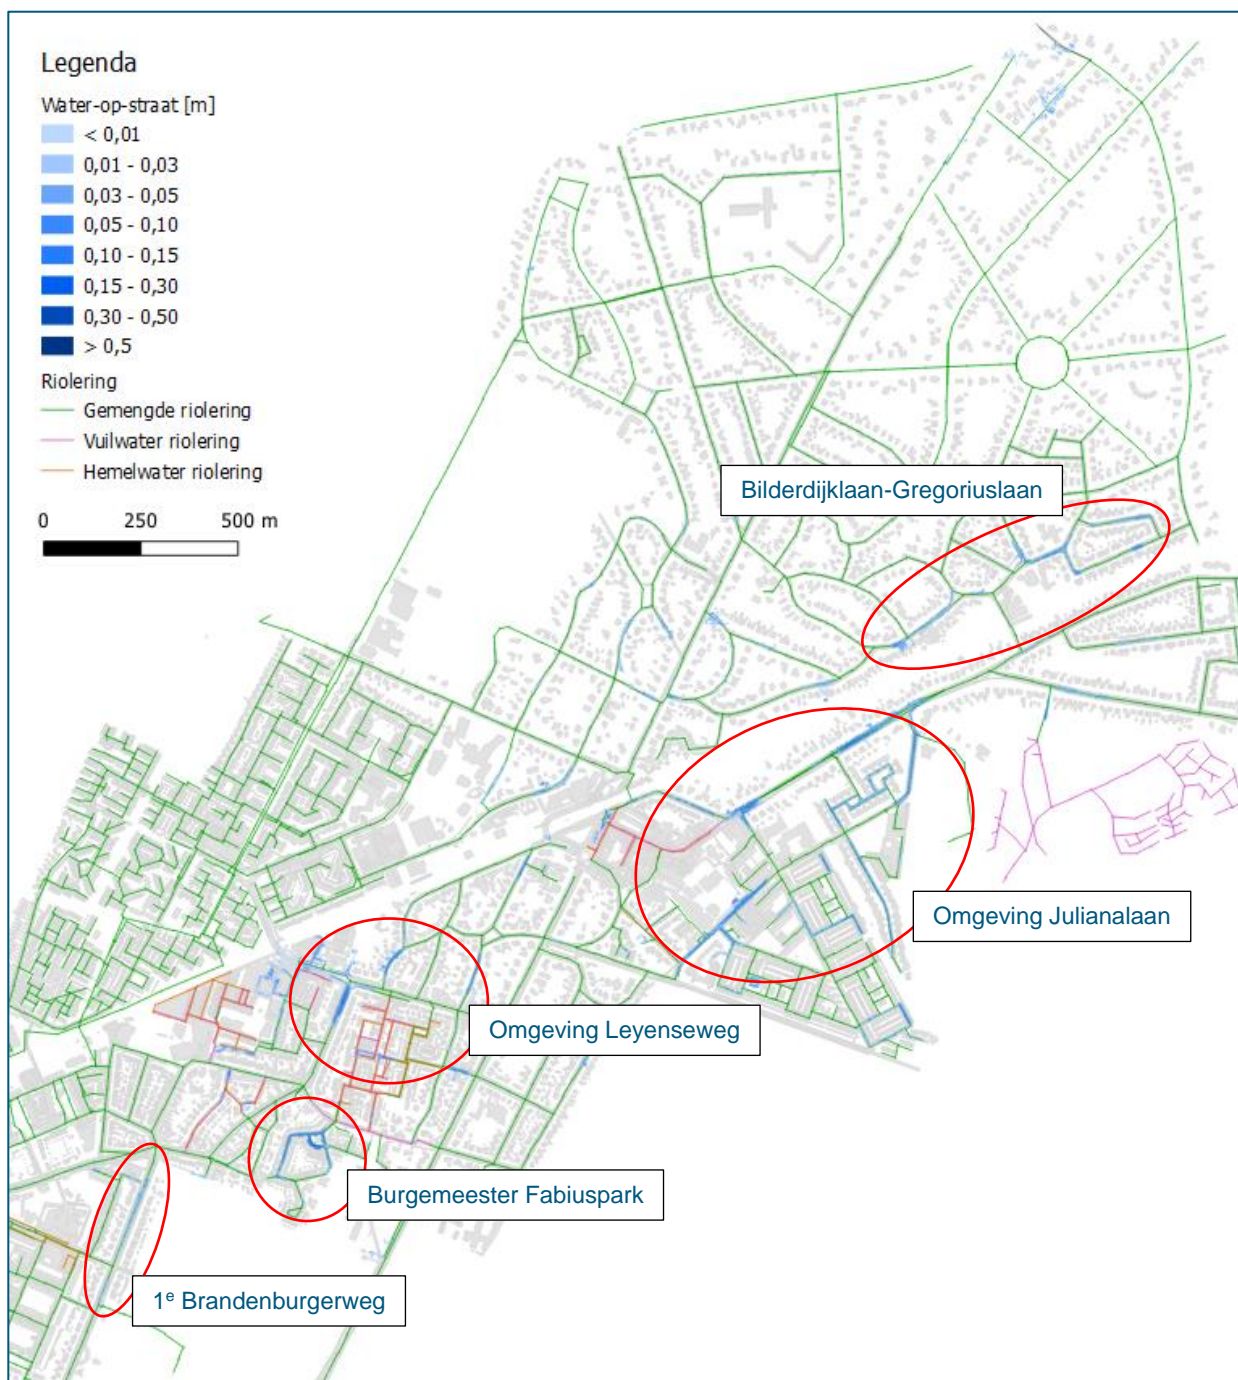 Legenda
Water-op-straat [m]
< 0,01
0,01 - 0,03
0,03 - 0,05
0,05 - 0,10
0,10 - 0,15
0,15 - 0,30
0,30 - 0,50
> 0,5
Riolering
Gemengde riolering
Vuilwater riolering
Hemelwater riolering
0 250 500 m
Bilderdijklaan-Gregoriuslaan
Omgeving Julianalaan
Omgeving Leyenseweg
Burgemeester Fabiuspark
1e Brandenburgerweg